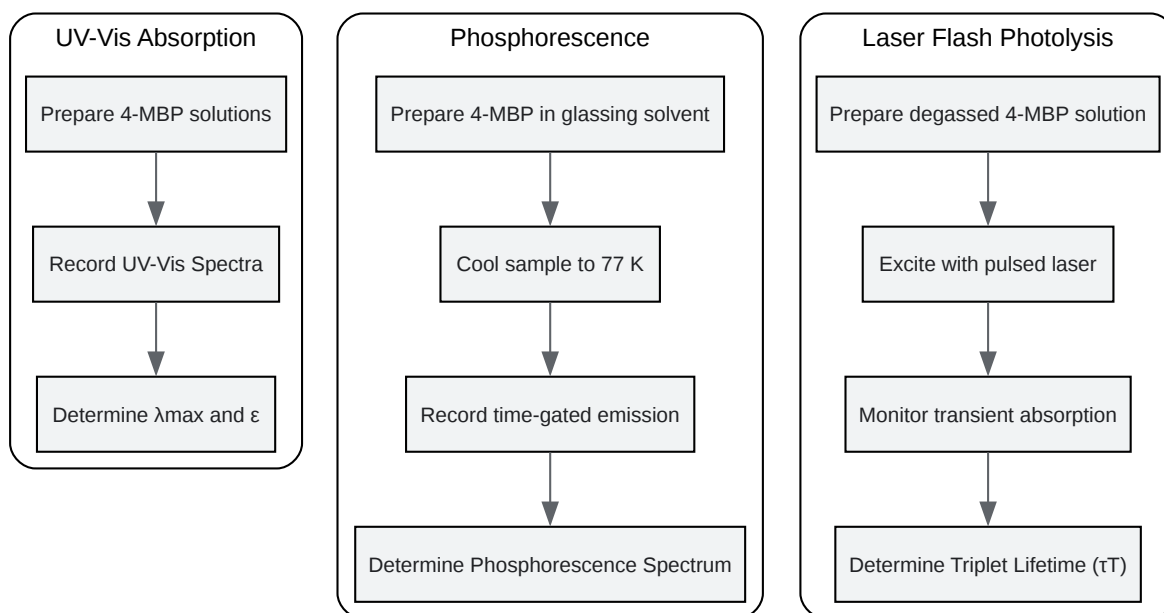 UV-Vis Absorption
Prepare 4-MBP solutions
Record UV-Vis Spectra
Determine λmax and ε
Phosphorescence
Prepare 4-MBP in glassing solvent
Cool sample to 77 K
Record time-gated emission
Determine Phosphorescence Spectrum
Laser Flash Photolysis
Prepare degassed 4-MBP solution
Excite with pulsed laser
Monitor transient absorption
Determine Triplet Lifetime (τT)